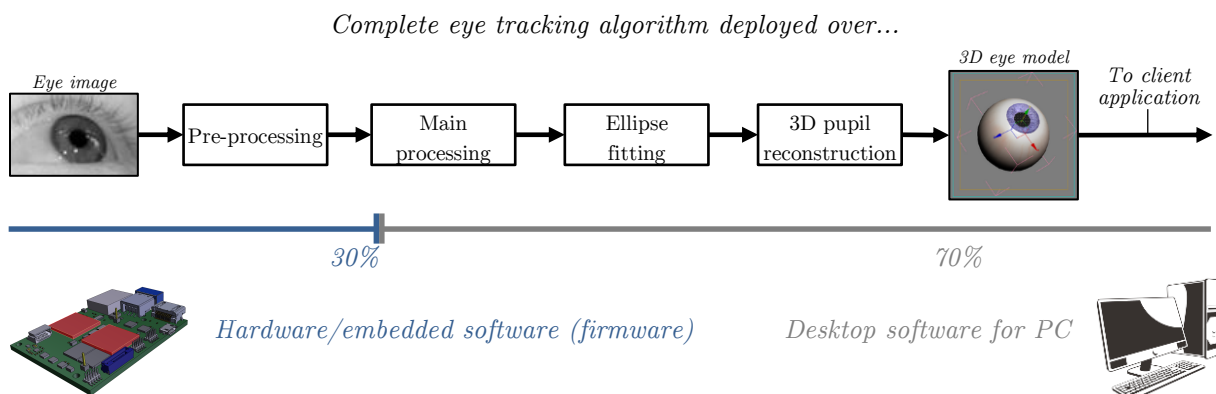 Complete eye tracking algorithm deployed over...
Eye image
Pre-processing
Main
processing
Ellipse
fitting
3D pupil
reconstruction
3D eye model
To client
application
30%
70%
Hardware/embedded software (firmware)
Desktop software for PC